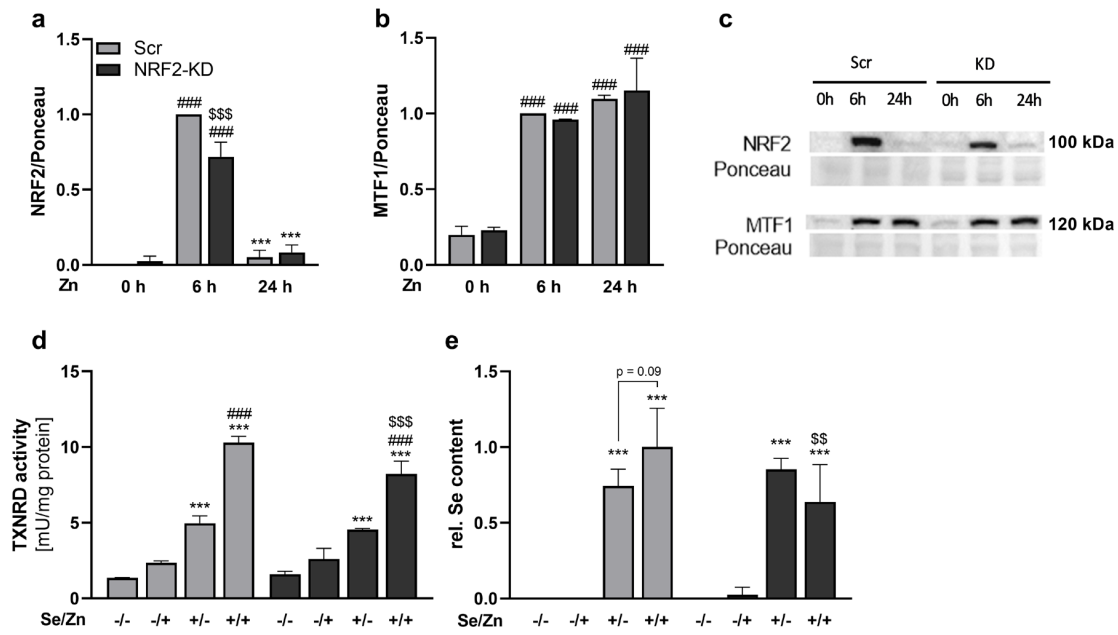 a
NRF2/Ponceau
1.5
1.0
0.5
0.0
Scr
NRF2-KD
###
$$$
###
***
***
Zn 0 h 6 h 24 h
b
MTF1/Ponceau
1.5
1.0
0.5
0.0
###
###
###
###
Zn 0 h 6 h 24 h
c
Scr KD
0h 6h 24h 0h 6h 24h
NRF2 100 kDa
Ponceau
MTF1 120 kDa
Ponceau
d
TXNRD activity
[mU/mg protein]
15
10
5
0
***
###
***
***
$$$
###
***
Se/Zn -/- -/+ +/- +/+ -/- -/+ +/- +/+
e
rel. Se content
1.5
1.0
0.5
0.0
p = 0.09
***
***
***
$$
***
Se/Zn -/- -/+ +/- +/+ -/- -/+ +/- +/+